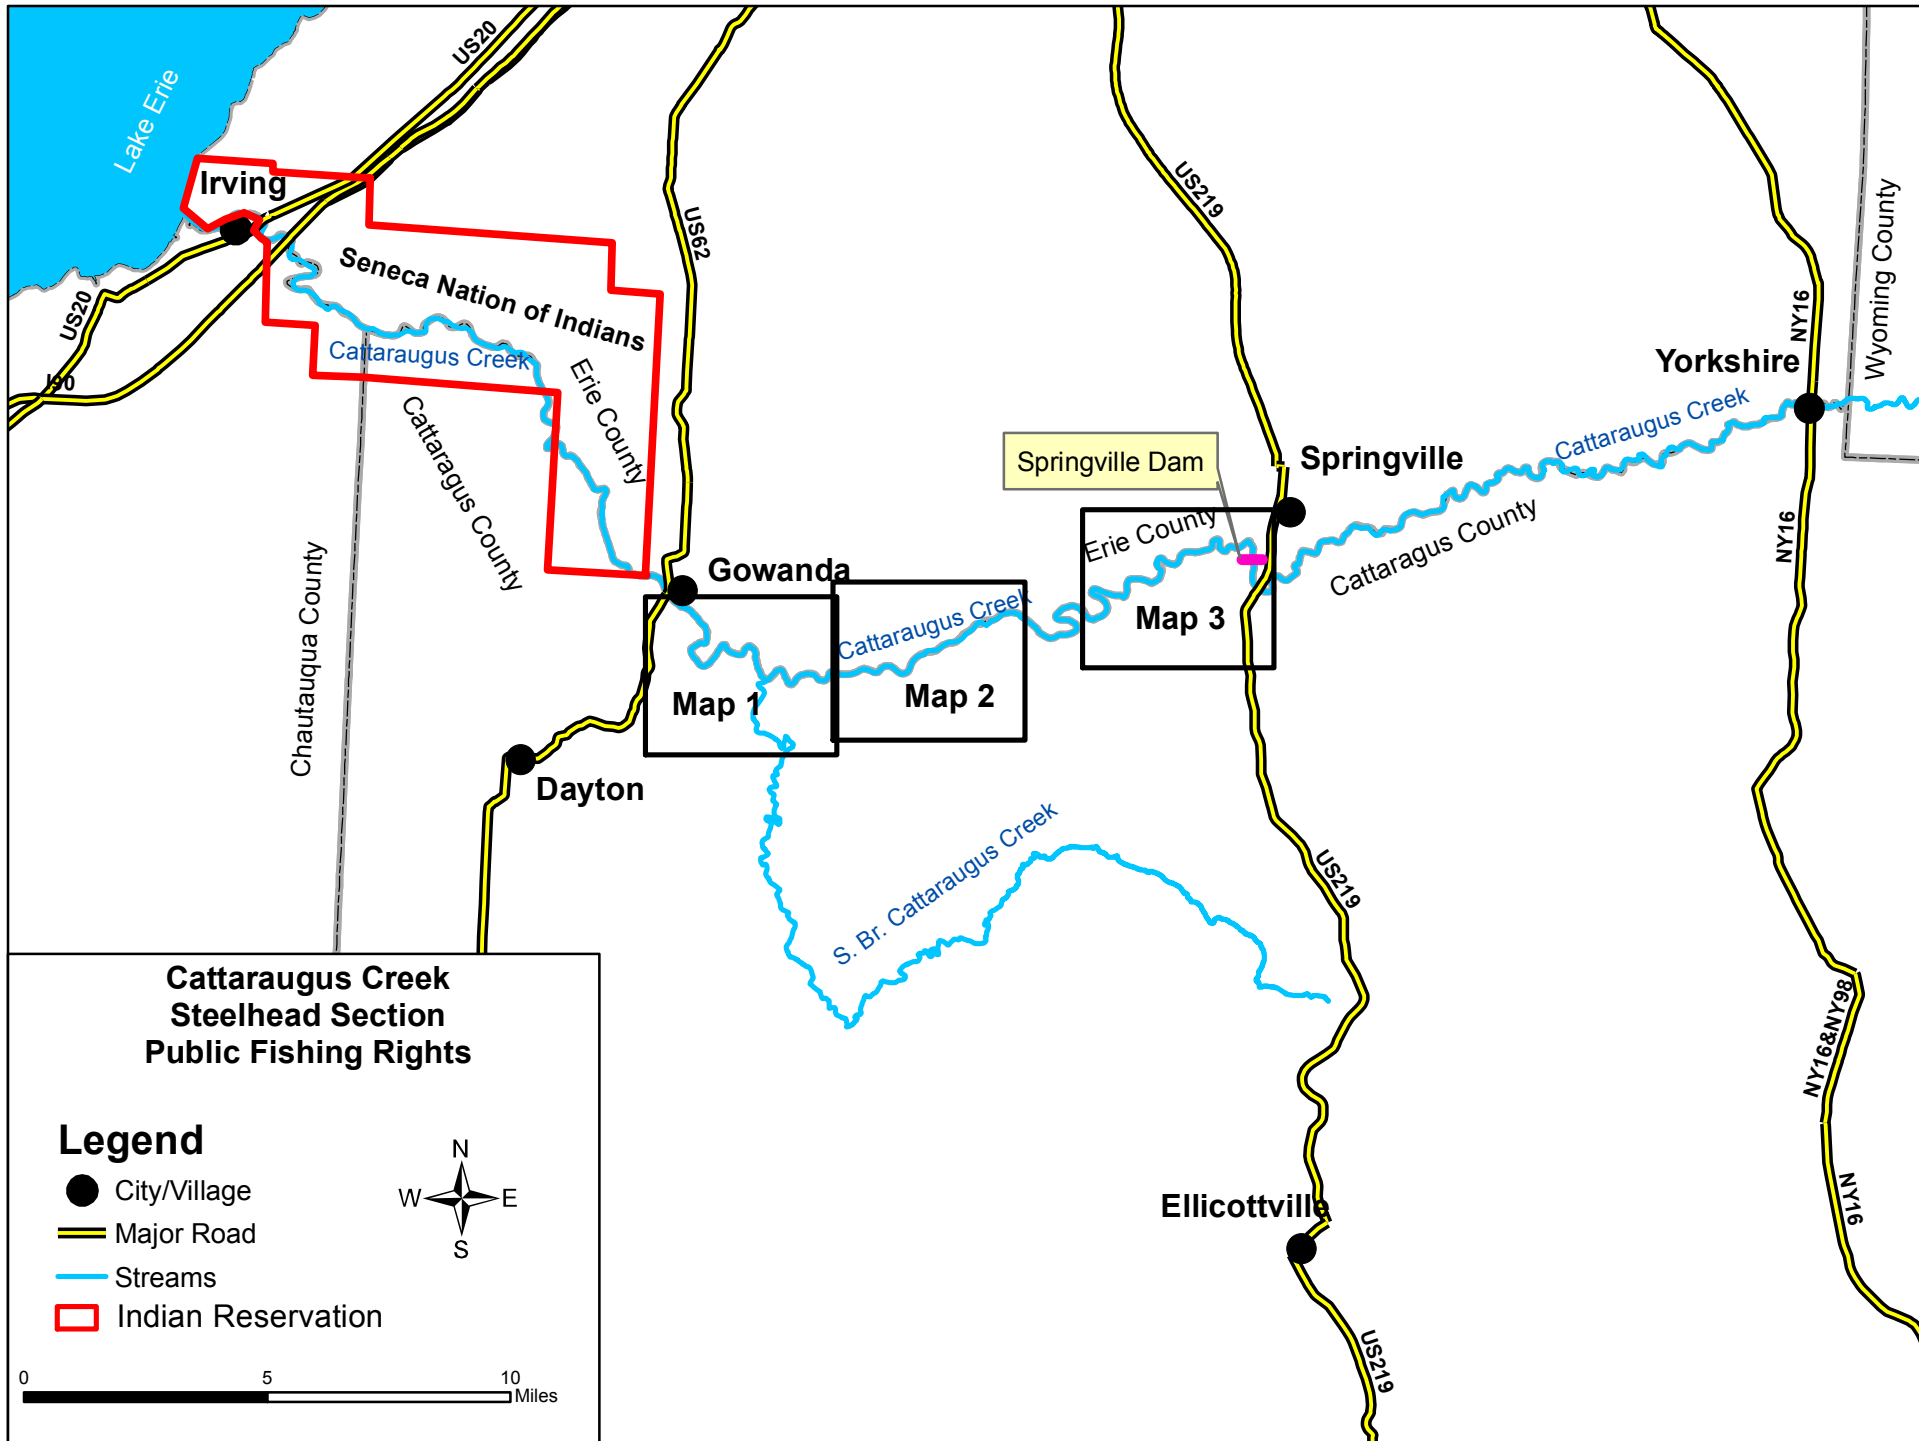 US20
Lake Erie
Irving
US62
US219
Seneca Nation of Indians
US20
Cattaraugus Creek
I90
Erie County
Cattaragus County
Chautauqua County
Wyoming County
NY16
Yorkshire
Cattaraugus Creek
Springville Dam
Springville
Erie County
Cattaragus County
NY16
Gowanda
Cattaraugus Creek
Map 1
Map 2
Map 3
Dayton
S. Br. Cattaraugus Creek
US219
NY16&NY98
NY16
Ellicottville
US219
Cattaraugus Creek
Steelhead Section
Public Fishing Rights
Legend
City/Village
Major Road
Streams
Indian Reservation
N
W E
S
0 5 10
Miles